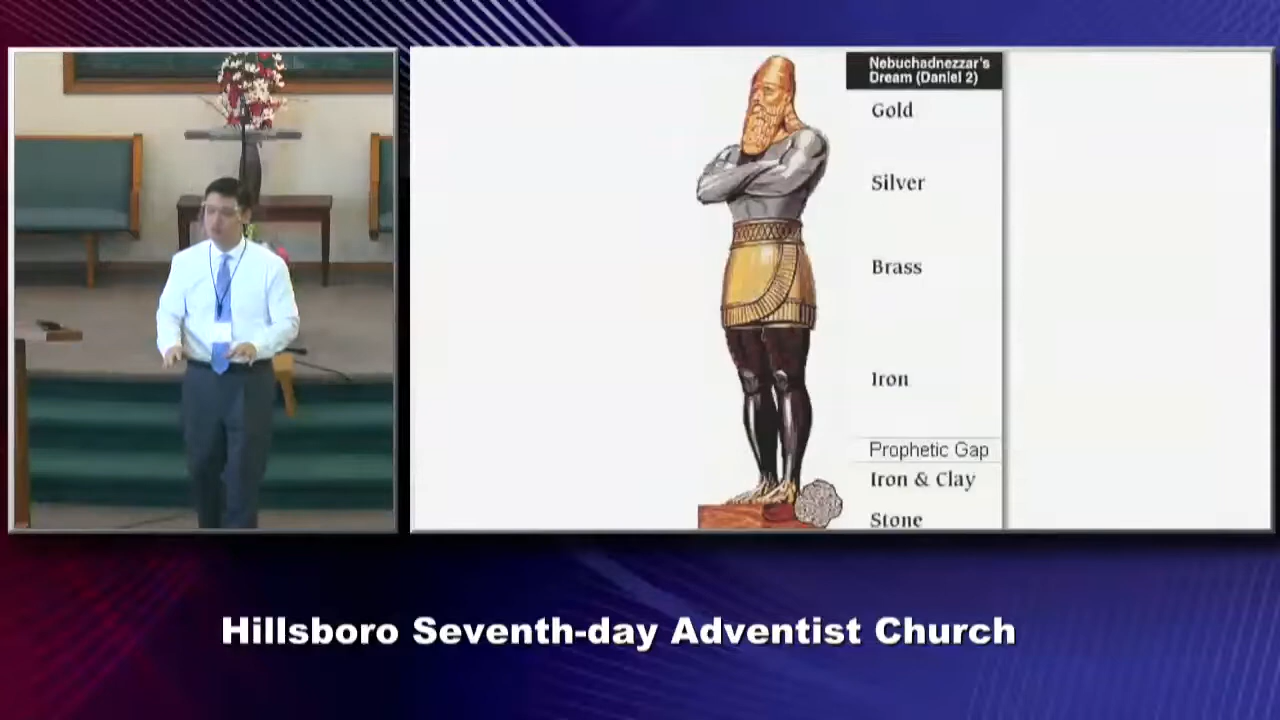 Nebuchadnezzar's
Dream (Daniel 2)
Gold
Silver
Brass
Iron
Prophetic Gap
Iron & Clay
Stone
Hillsboro Seventh-day Adventist Church